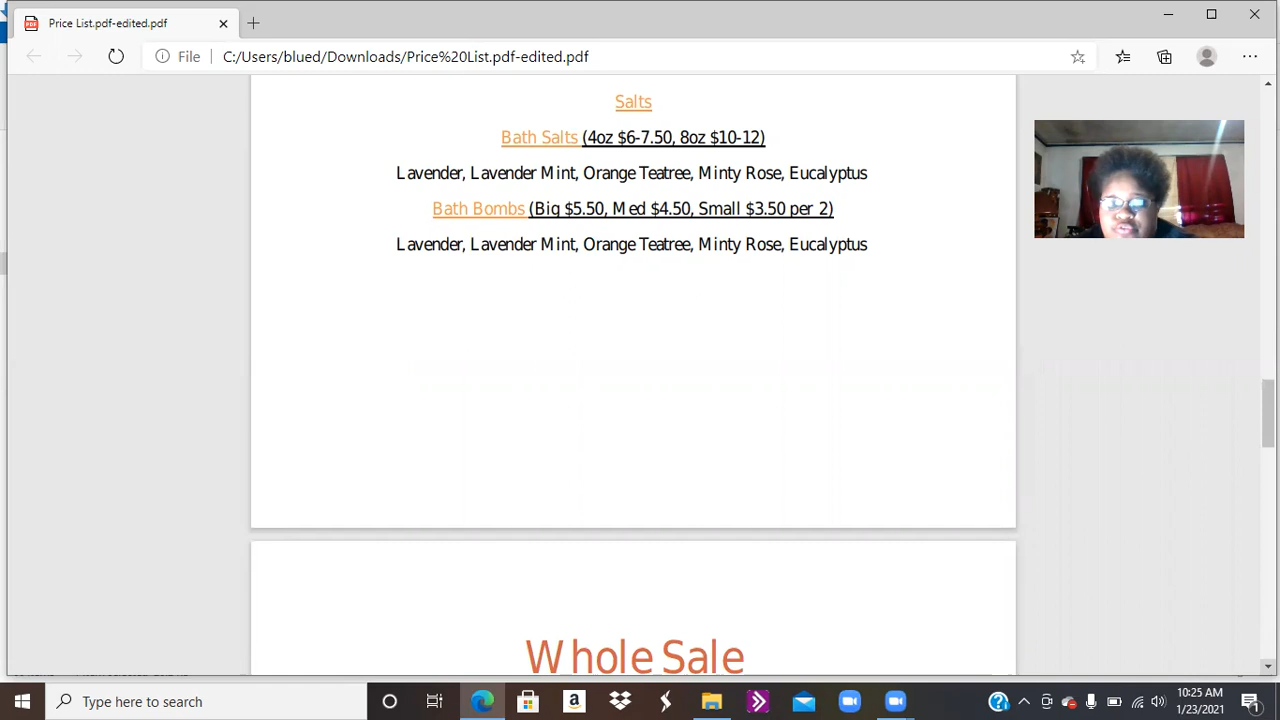 Price List.pdf-edited.pdf
File
C:/Users/blued/Downloads/Price%20List.pdf-edited.pdf
Salts
Bath Salts (4oz $6-7.50, 8oz $10-12)
Lavender, Lavender Mint, Orange Teatree, Minty Rose, Eucalyptus
Bath Bombs (Big $5.50, Med $4.50, Small $3.50 per 2)
Lavender, Lavender Mint, Orange Teatree, Minty Rose, Eucalyptus
Whole Sale
Type here to search
10:25 AM
1/23/2021